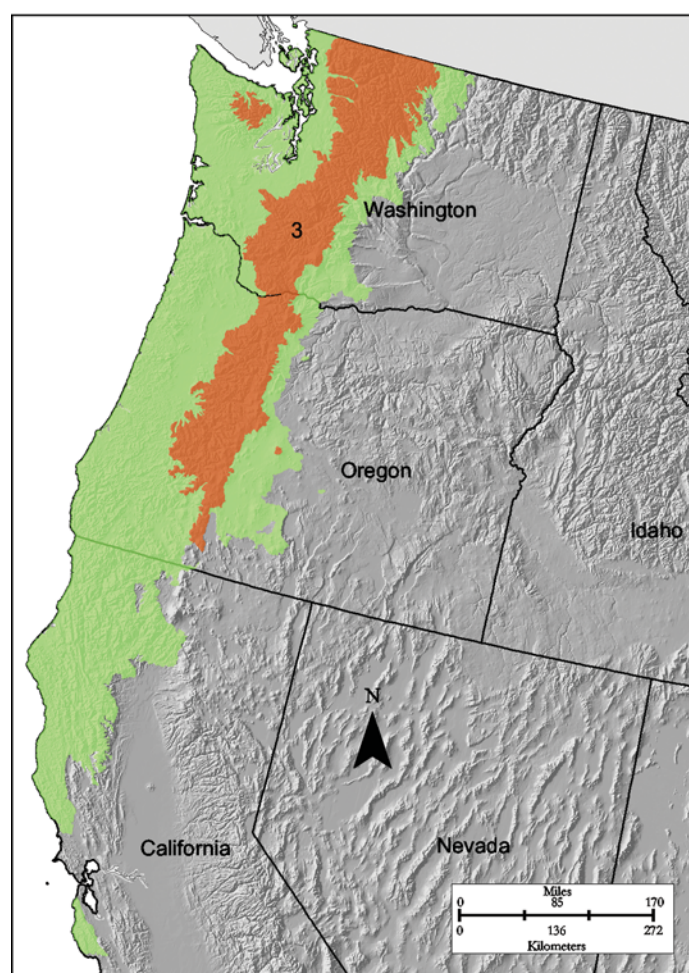 Washington
3
Oregon
Idaho
N
California
Nevada
Miles
0 85 170
0 136 272
Kilometers